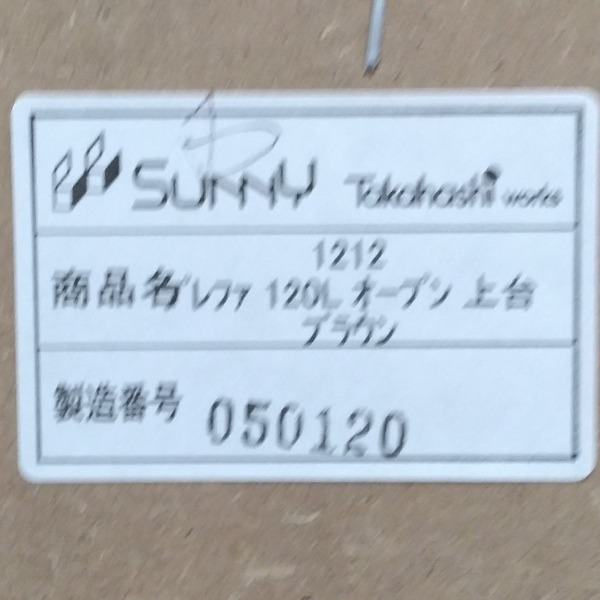 SUNNY Takahashi works
1212
商品名 プレファ 120L オープン 上台
ブラウン
製造番号 050120